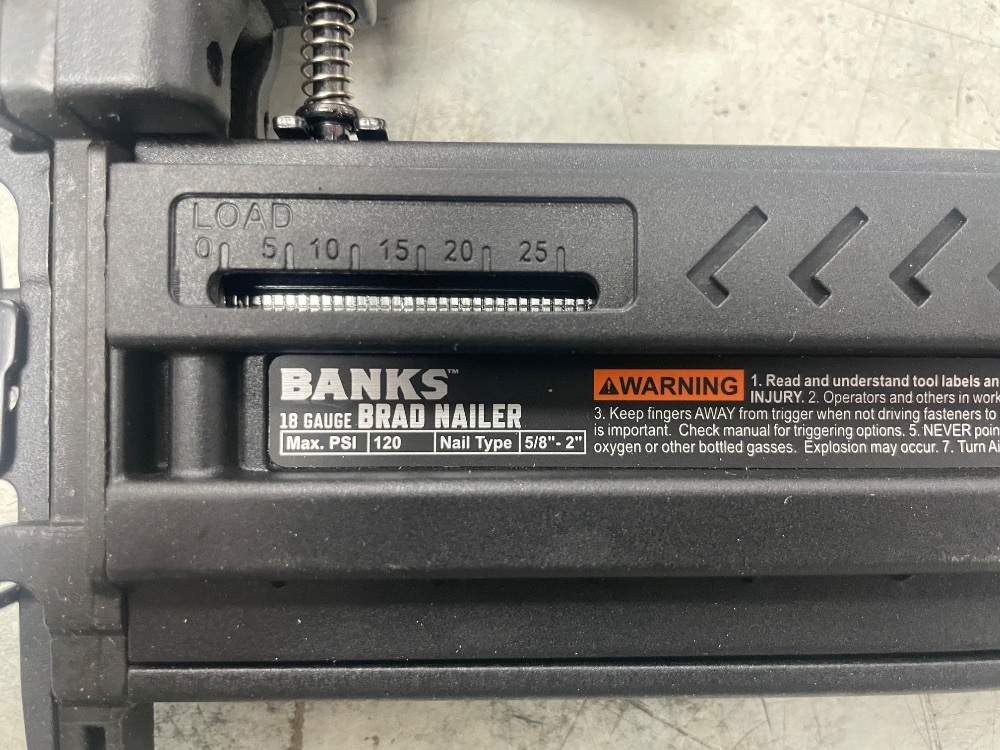 LOAD
0 5 10 15 20 25
BANKS™
18 GAUGE BRAD NAILER
Max. PSI 120 Nail Type 5/8"- 2"
WARNING
1. Read and understand tool labels an
INJURY. 2. Operators and others in work
3. Keep fingers AWAY from trigger when not driving fasteners to
is important. Check manual for triggering options. 5. NEVER poin
oxygen or other bottled gasses. Explosion may occur. 7. Turn Ai